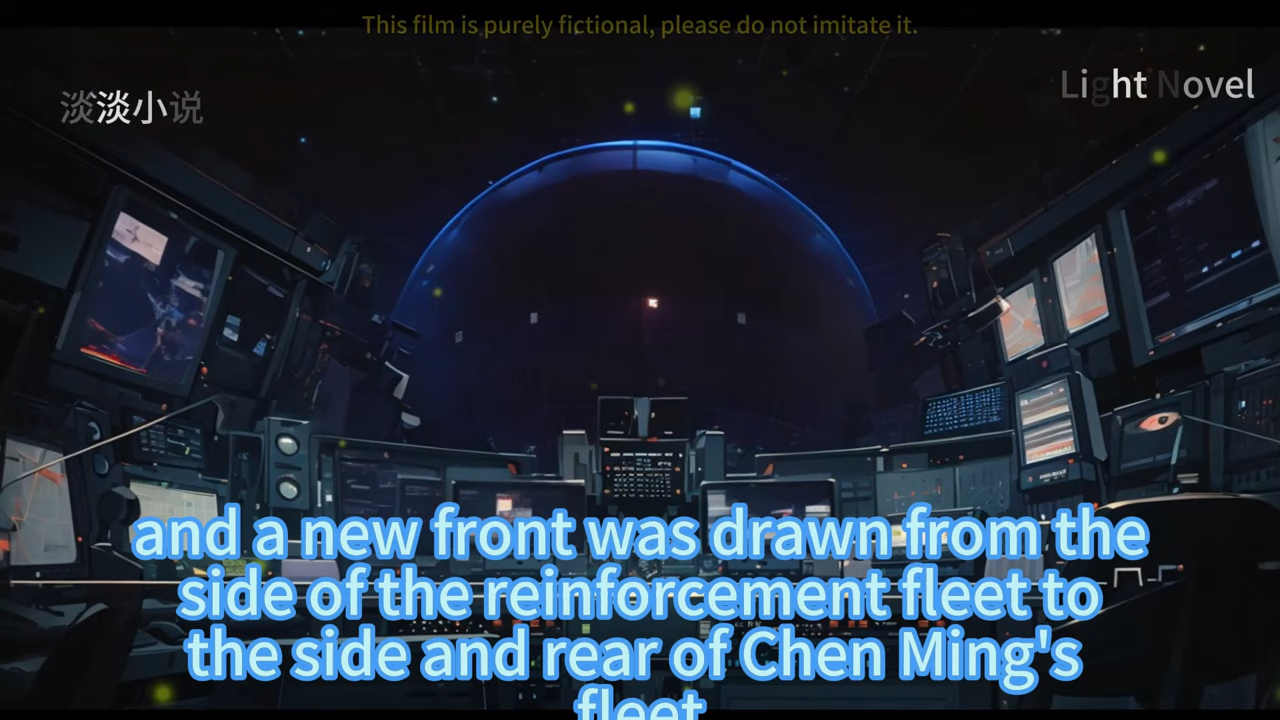 This film is purely fictional, please do not imitate it.
淡淡小说
Light Novel
and a new front was drawn from the
side of the reinforcement fleet to
the side and rear of Chen Ming's
fleet